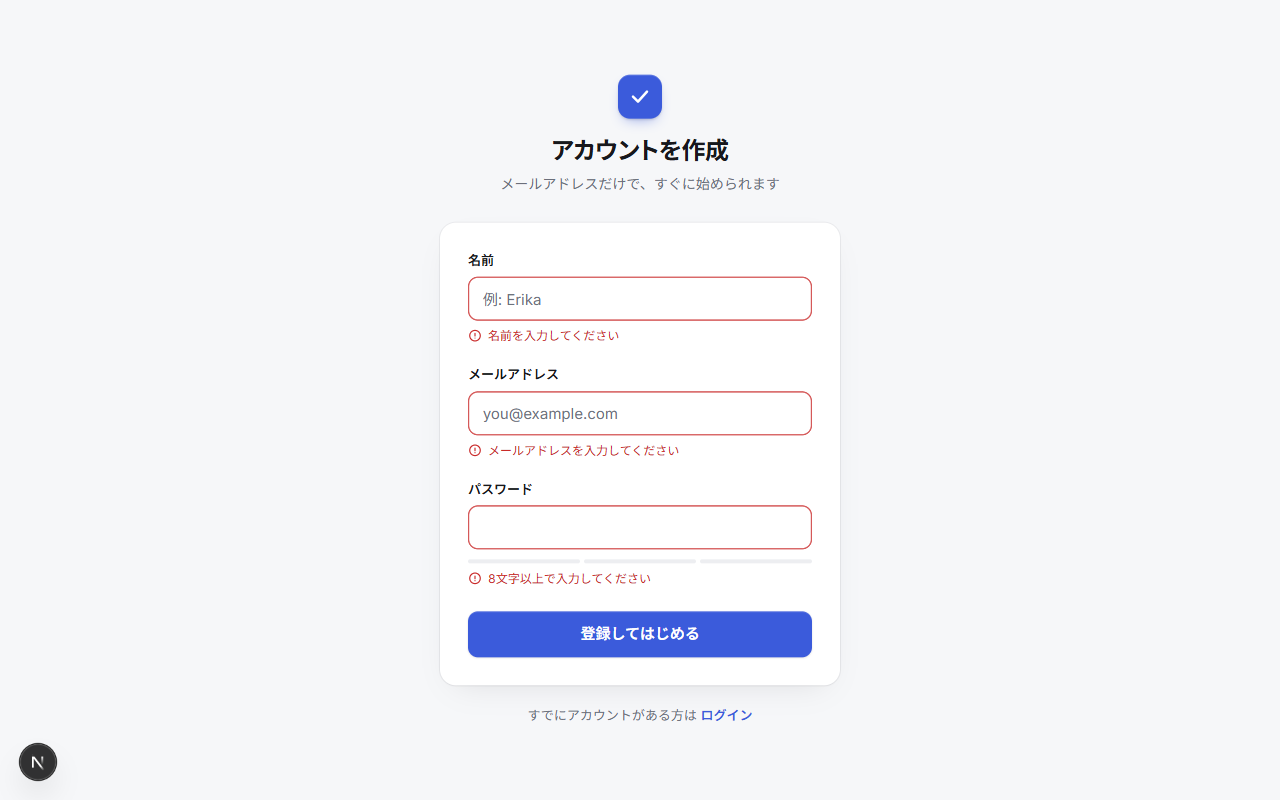 アカウントを作成
メールアドレスだけで、すぐに始められます
名前
例: Erika
名前を入力してください
メールアドレス
you@example.com
メールアドレスを入力してください
パスワード
8文字以上で入力してください
登録してはじめる
すでにアカウントがある方は ログイン
N